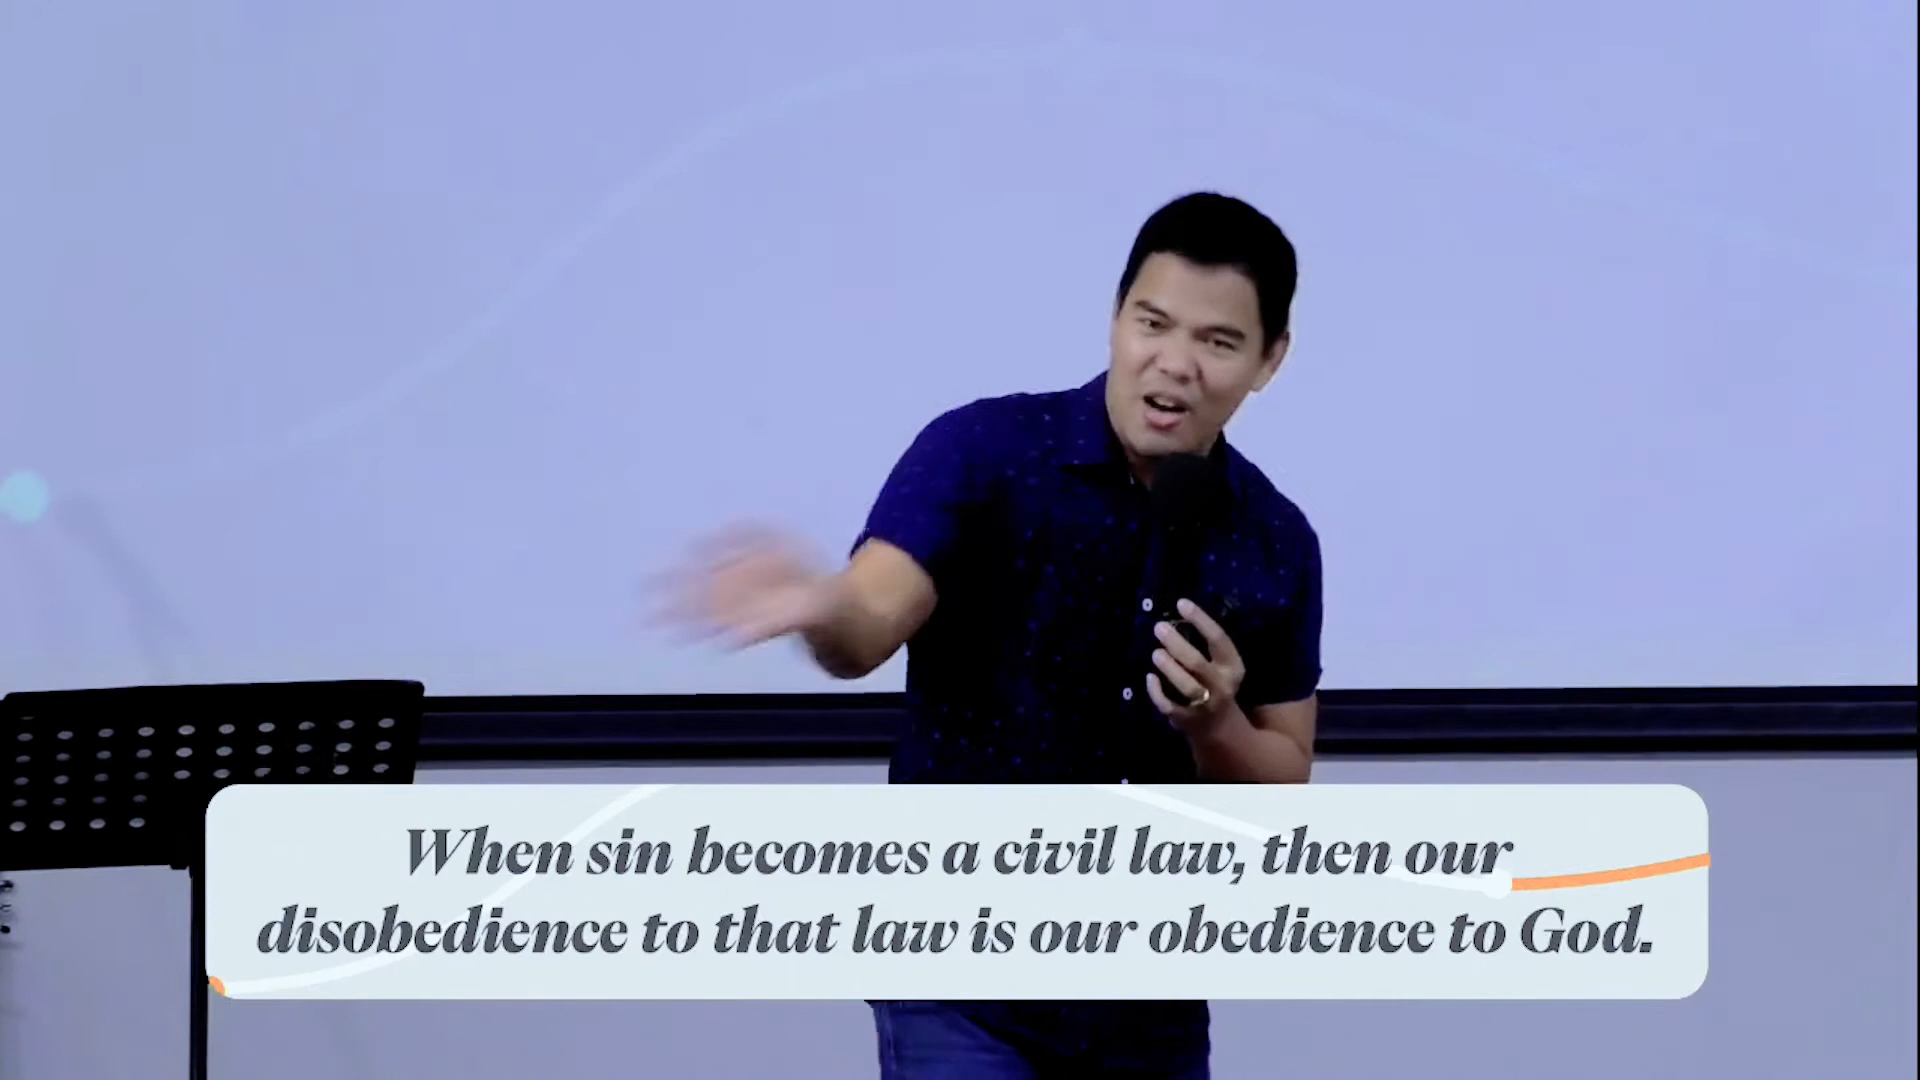 When sin becomes a civil law, then our
disobedience to that law is our obedience to God.